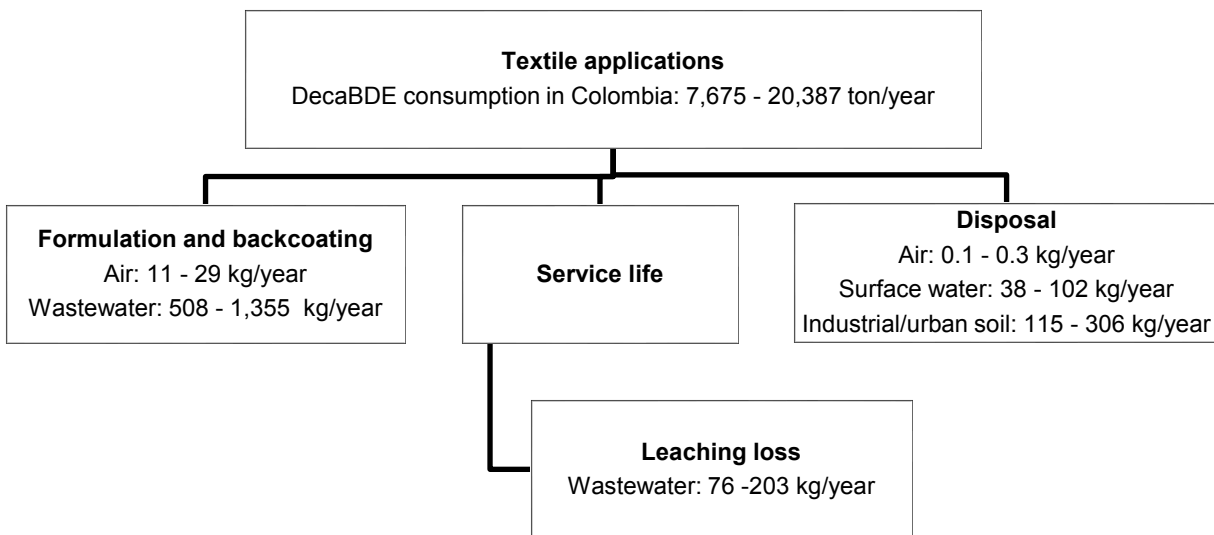 Textile applications
DecaBDE consumption in Colombia: 7,675 - 20,387 ton/year
Formulation and backcoating
Air: 11 - 29 kg/year
Wastewater: 508 - 1,355 kg/year
Service life
Disposal
Air: 0.1 - 0.3 kg/year
Surface water: 38 - 102 kg/year
Industrial/urban soil: 115 - 306 kg/year
Leaching loss
Wastewater: 76 -203 kg/year